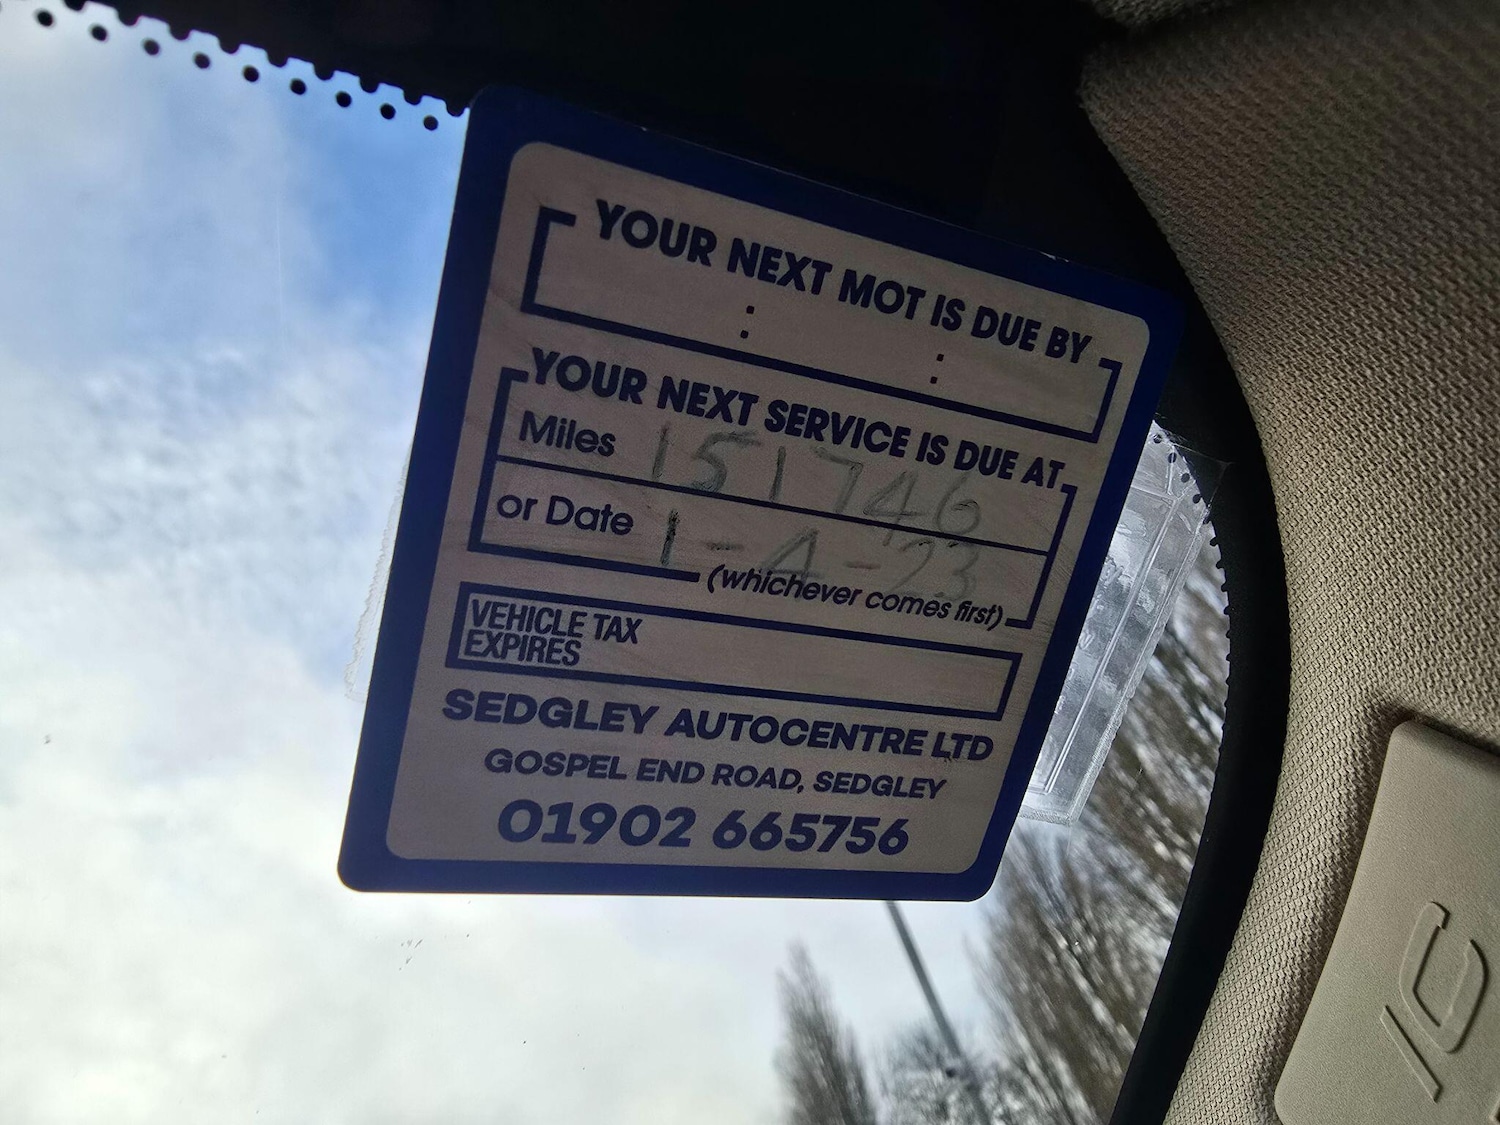 YOUR NEXT MOT IS DUE BY
: :
YOUR NEXT SERVICE IS DUE AT
Miles 151746
or Date 1-4-23
(whichever comes first)
VEHICLE TAX
EXPIRES
SEDGLEY AUTOCENTRE LTD
GOSPEL END ROAD, SEDGLEY
01902 665756